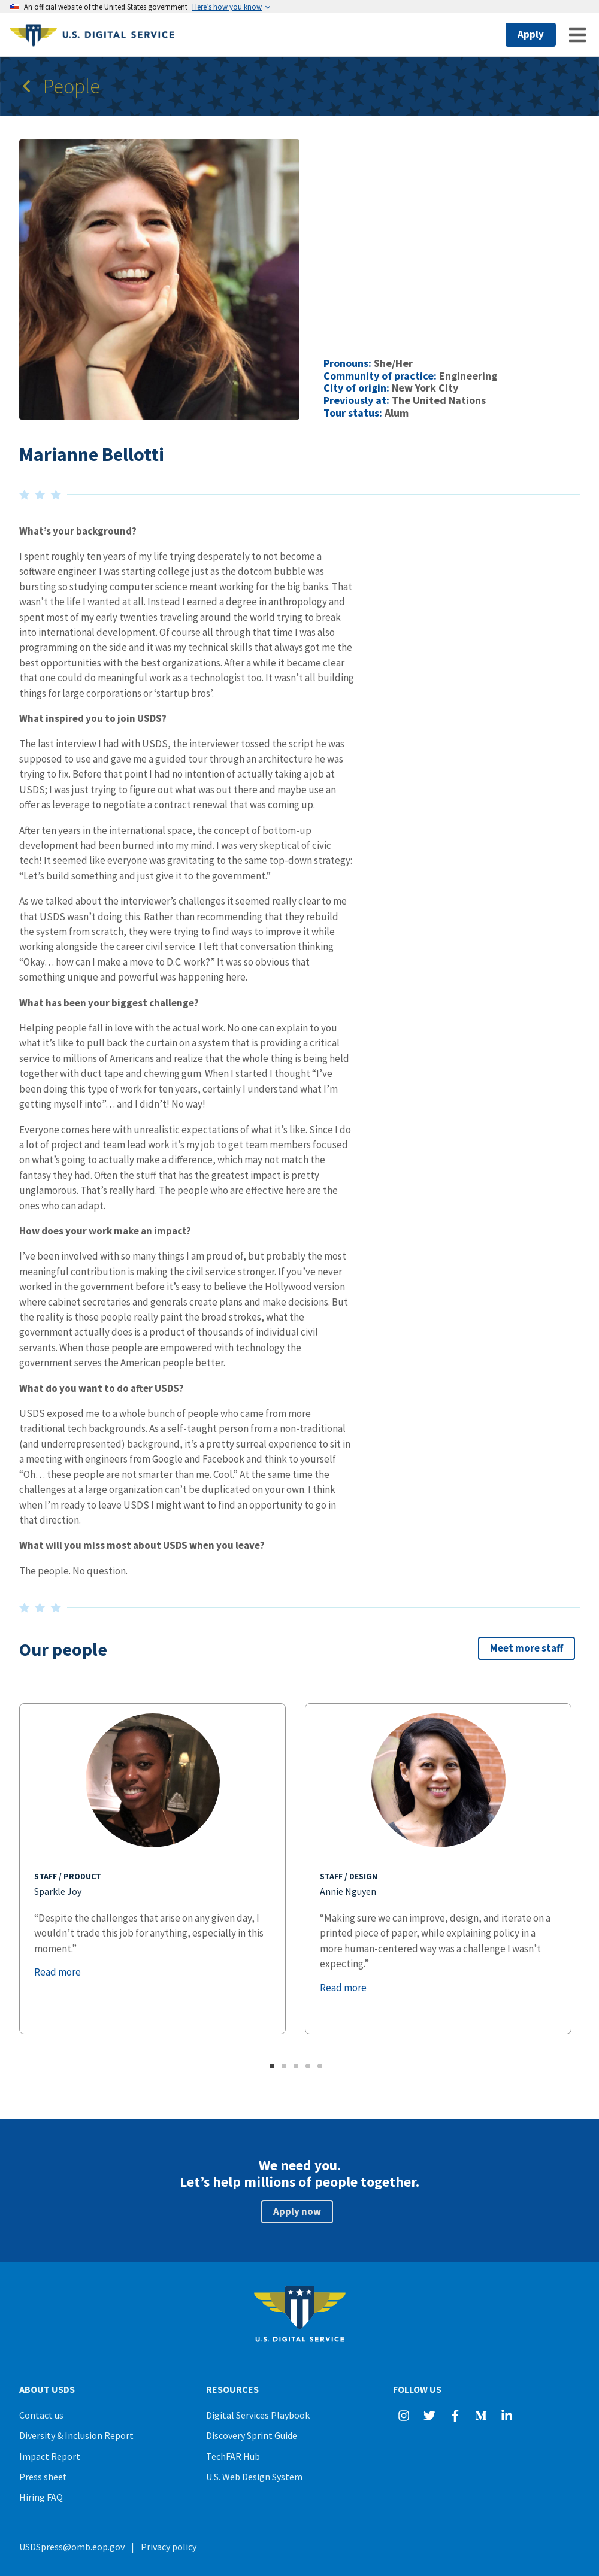 An official website of the United States government Here's how you know
U.S. DIGITAL SERVICE
Apply
People
Pronouns: She/Her
Community of practice: Engineering
City of origin: New York City
Previously at: The United Nations
Tour status: Alum
Marianne Bellotti
What's your background?
I spent roughly ten years of my life trying desperately to not become a
software engineer. I was starting college just as the dotcom bubble was
bursting so studying computer science meant working for the big banks. That
wasn't the life I wanted at all. Instead I earned a degree in anthropology and
spent most of my early twenties traveling around the world trying to break
into international development. Of course all through that time I was also
programming on the side and it was my technical skills that always got me the
best opportunities with the best organizations. After a while it became clear
that one could do meaningful work as a technologist too. It wasn't all building
things for large corporations or 'startup bros'.
What inspired you to join USDS?
The last interview I had with USDS, the interviewer tossed the script he was
supposed to use and gave me a guided tour through an architecture he was
trying to fix. Before that point I had no intention of actually taking a job at
USDS; I was just trying to figure out what was out there and maybe use an
offer as leverage to negotiate a contract renewal that was coming up.
After ten years in the international space, the concept of bottom-up
development had been burned into my mind. I was very skeptical of civic
tech! It seemed like everyone was gravitating to the same top-down strategy:
“Let's build something and just give it to the government.”
As we talked about the interviewer's challenges it seemed really clear to me
that USDS wasn't doing this. Rather than recommending that they rebuild
the system from scratch, they were trying to find ways to improve it while
working alongside the career civil service. I left that conversation thinking
“Okay… how can I make a move to D.C. work?” It was so obvious that
something unique and powerful was happening here.
What has been your biggest challenge?
Helping people fall in love with the actual work. No one can explain to you
what it's like to pull back the curtain on a system that is providing a critical
service to millions of Americans and realize that the whole thing is being held
together with duct tape and chewing gum. When I started I thought “I've
been doing this type of work for ten years, certainly I understand what I'm
getting myself into”… and I didn't! No way!
Everyone comes here with unrealistic expectations of what it's like. Since I do
a lot of project and team lead work it's my job to get team members focused
on what's going to actually make a difference, which may not match the
fantasy they had. Often the stuff that has the greatest impact is pretty
unglamorous. That's really hard. The people who are effective here are the
ones who can adapt.
How does your work make an impact?
I've been involved with so many things I am proud of, but probably the most
meaningful contribution is making the civil service stronger. If you've never
worked in the government before it's easy to believe the Hollywood version
where cabinet secretaries and generals create plans and make decisions. But
the reality is those people really paint the broad strokes, what the
government actually does is a product of thousands of individual civil
servants. When those people are empowered with technology the
government serves the American people better.
What do you want to do after USDS?
USDS exposed me to a whole bunch of people who came from more
traditional tech backgrounds. As a self-taught person from a non-traditional
(and underrepresented) background, it's a pretty surreal experience to sit in
a meeting with engineers from Google and Facebook and think to yourself
“Oh… these people are not smarter than me. Cool.” At the same time the
challenges at a large organization can't be duplicated on your own. I think
when I'm ready to leave USDS I might want to find an opportunity to go in
that direction.
What will you miss most about USDS when you leave?
The people. No question.
Our people
Meet more staff
STAFF / PRODUCT
Sparkle Joy
“Despite the challenges that arise on any given day, I
wouldn't trade this job for anything, especially in this
moment.”
Read more
STAFF / DESIGN
Annie Nguyen
“Making sure we can improve, design, and iterate on a
printed piece of paper, while explaining policy in a
more human-centered way was a challenge I wasn't
expecting.”
Read more
We need you.
Let's help millions of people together.
Apply now
U.S. DIGITAL SERVICE
ABOUT USDS
Contact us
Diversity & Inclusion Report
Impact Report
Press sheet
Hiring FAQ
RESOURCES
Digital Services Playbook
Discovery Sprint Guide
TechFAR Hub
U.S. Web Design System
FOLLOW US
USDSpress@omb.eop.gov | Privacy policy